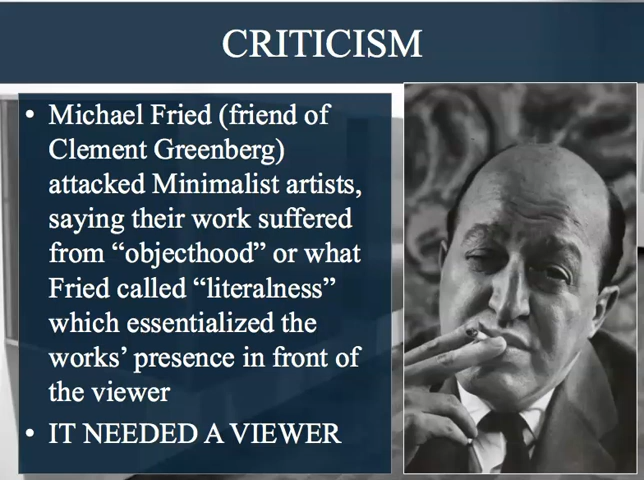 CRITICISM
• Michael Fried (friend of
Clement Greenberg)
attacked Minimalist artists,
saying their work suffered
from “objecthood” or what
Fried called “literalness”
which essentialized the
works’ presence in front of
the viewer
• IT NEEDED A VIEWER